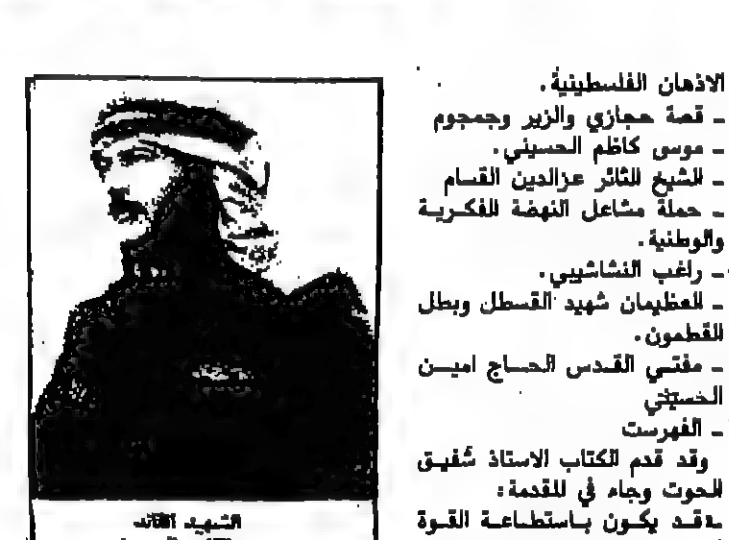 الاذهان الفلسطينية.
ـ قصة حجازي والزير وجمجوم
ـ موسى كاظم الحسيني.
ـ الشيخ الثائر عزالدين القسام
ـ حملة مشاعل النهضة الفكرية
والوطنية.
ـ راغب النشاشيبي.
ـ العظيمان شهيد القسطل وبطل
القطمون.
ـ مفتي القدس الحاج امين
الحسيني
ـ الفهرست
وقد قدم الكتاب الاستاذ شفيق
الحوت وجاء في المقدمة:
«قد يكون باستطاعة القوة
الشهيد القائد